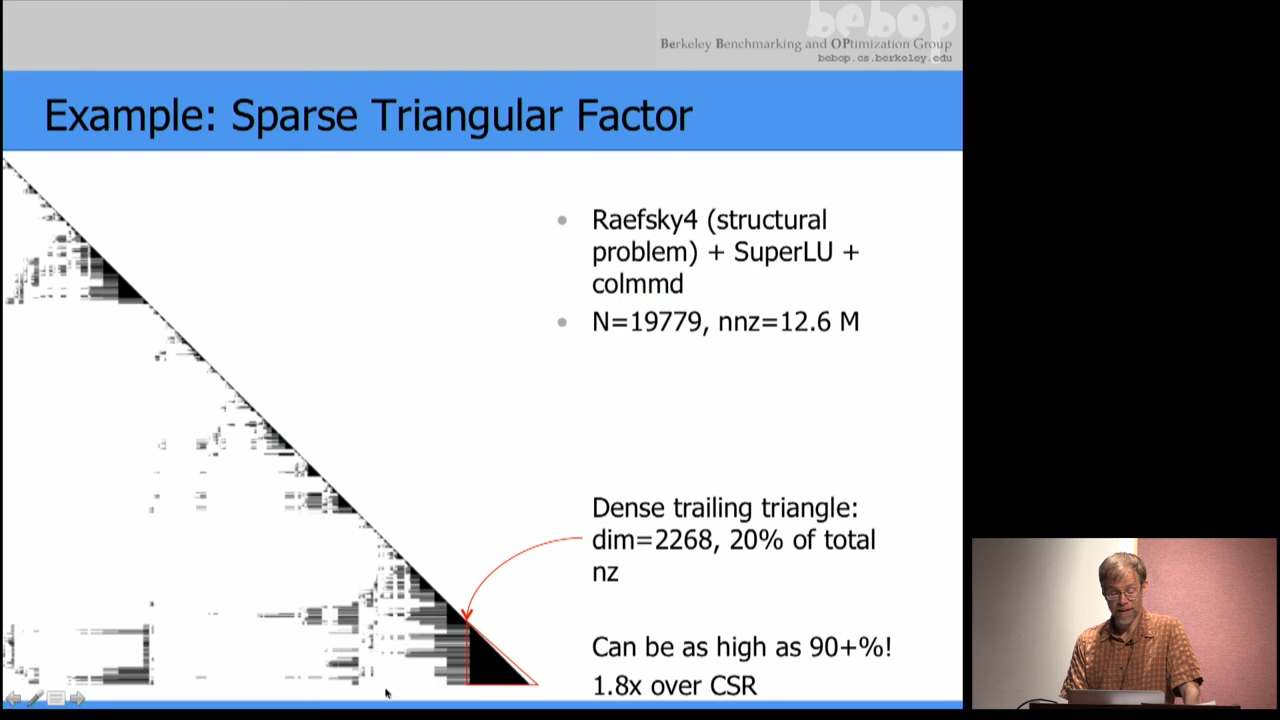 bebop
Berkeley Benchmarking and OPtimization Group
bebop.cs.berkeley.edu
Example: Sparse Triangular Factor
Raefsky4 (structural
problem) + SuperLU +
colmmd
N=19779, nnz=12.6 M
Dense trailing triangle:
dim=2268, 20% of total
nz
Can be as high as 90+%!
1.8x over CSR